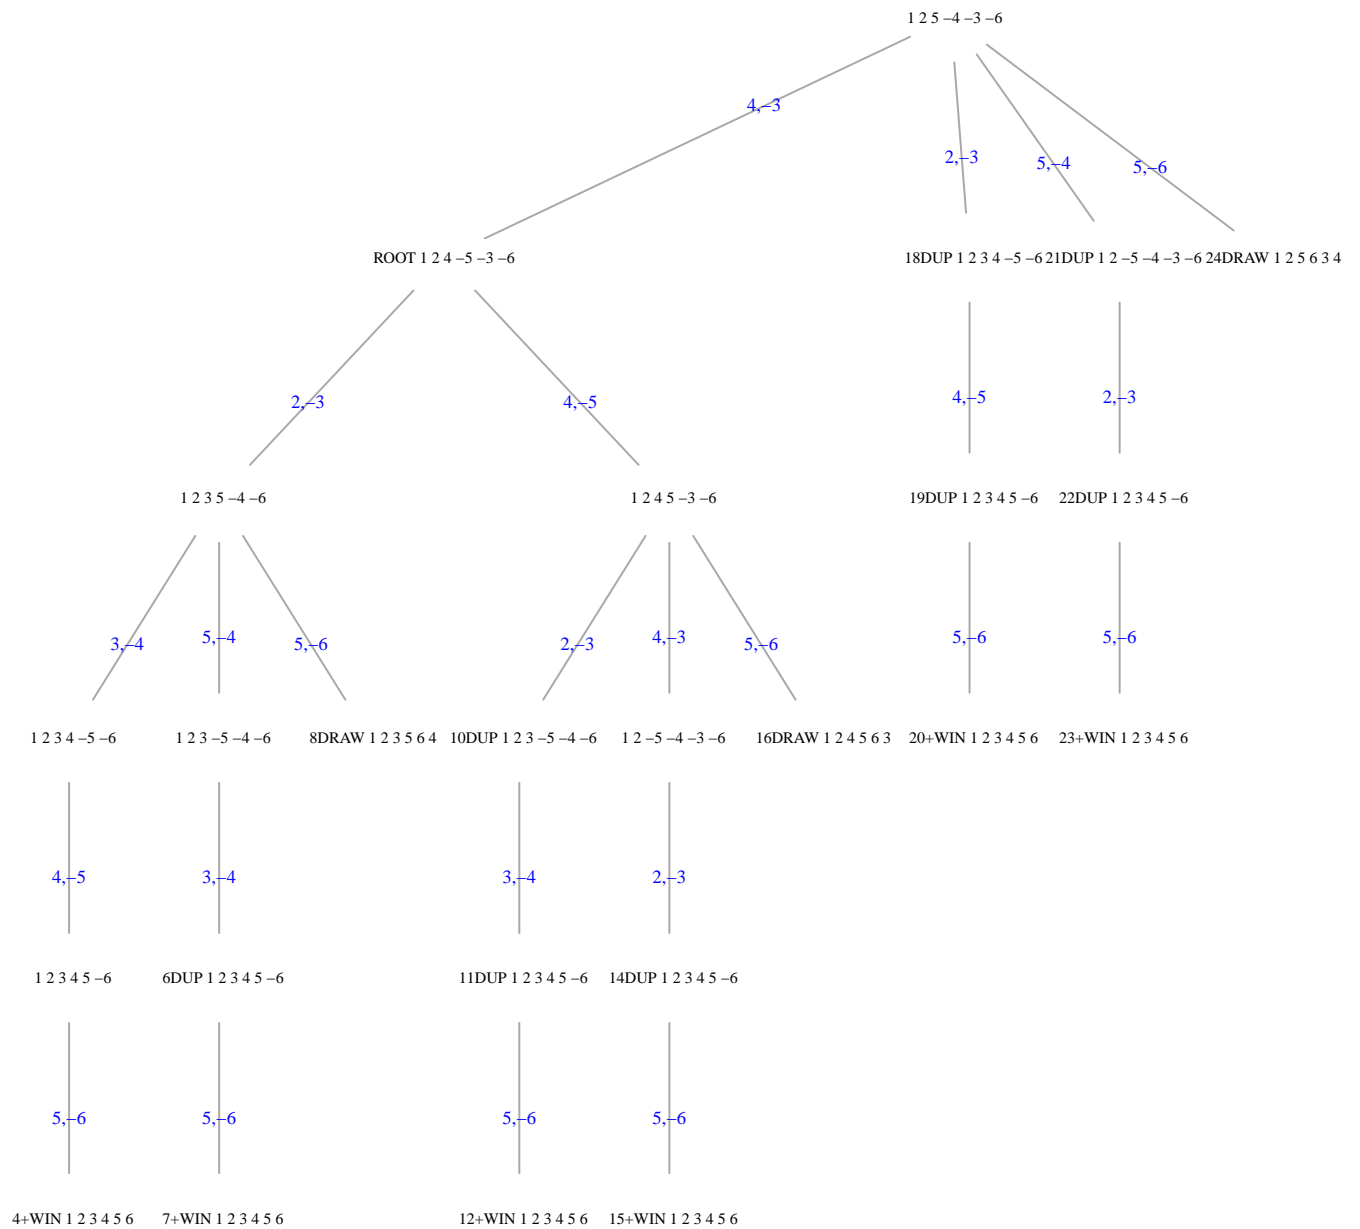 1 2 5 −4 −3 −6
4,−3
2,−3
5,−4
5,−6
ROOT 1 2 4 −5 −3 −6
18DUP 1 2 3 4 −5 −6
21DUP 1 2 −5 −4 −3 −6
24DRAW 1 2 5 6 3 4
2,−3
4,−5
4,−5
2,−3
1 2 3 5 −4 −6
1 2 4 5 −3 −6
19DUP 1 2 3 4 5 −6
22DUP 1 2 3 4 5 −6
3,−4
5,−4
5,−6
2,−3
4,−3
5,−6
5,−6
5,−6
1 2 3 4 −5 −6
1 2 3 −5 −4 −6
8DRAW 1 2 3 5 6 4
10DUP 1 2 3 −5 −4 −6
1 2 −5 −4 −3 −6
16DRAW 1 2 4 5 6 3
20+WIN 1 2 3 4 5 6
23+WIN 1 2 3 4 5 6
4,−5
3,−4
3,−4
2,−3
1 2 3 4 5 −6
6DUP 1 2 3 4 5 −6
11DUP 1 2 3 4 5 −6
14DUP 1 2 3 4 5 −6
5,−6
5,−6
5,−6
5,−6
4+WIN 1 2 3 4 5 6
7+WIN 1 2 3 4 5 6
12+WIN 1 2 3 4 5 6
15+WIN 1 2 3 4 5 6